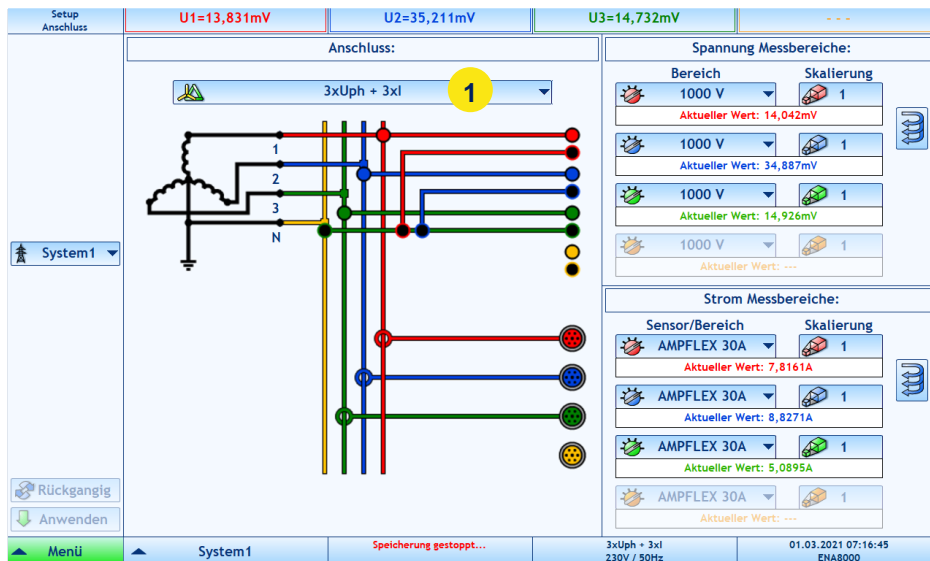 Setup
Anschluss
U1=13,831mV
U2=35,211mV
U3=14,732mV
---
Anschluss:
3xUph + 3xI
1
1
2
3
N
System1
Rückgangig
Anwenden
Spannung Messbereiche:
Bereich Skalierung
1000 V 1
Aktueller Wert: 14,042mV
1000 V 1
Aktueller Wert: 34,887mV
1000 V 1
Aktueller Wert: 14,926mV
1000 V 1
Aktueller Wert: ---
Strom Messbereiche:
Sensor/Bereich Skalierung
AMPFLEX 30A 1
Aktueller Wert: 7,8161A
AMPFLEX 30A 1
Aktueller Wert: 8,8271A
AMPFLEX 30A 1
Aktueller Wert: 5,0895A
AMPFLEX 30A 1
Aktueller Wert: ---
Menü
System1
Speicherung gestoppt...
3xUph + 3xI
230V / 50Hz
01.03.2021 07:16:45
ENA8000